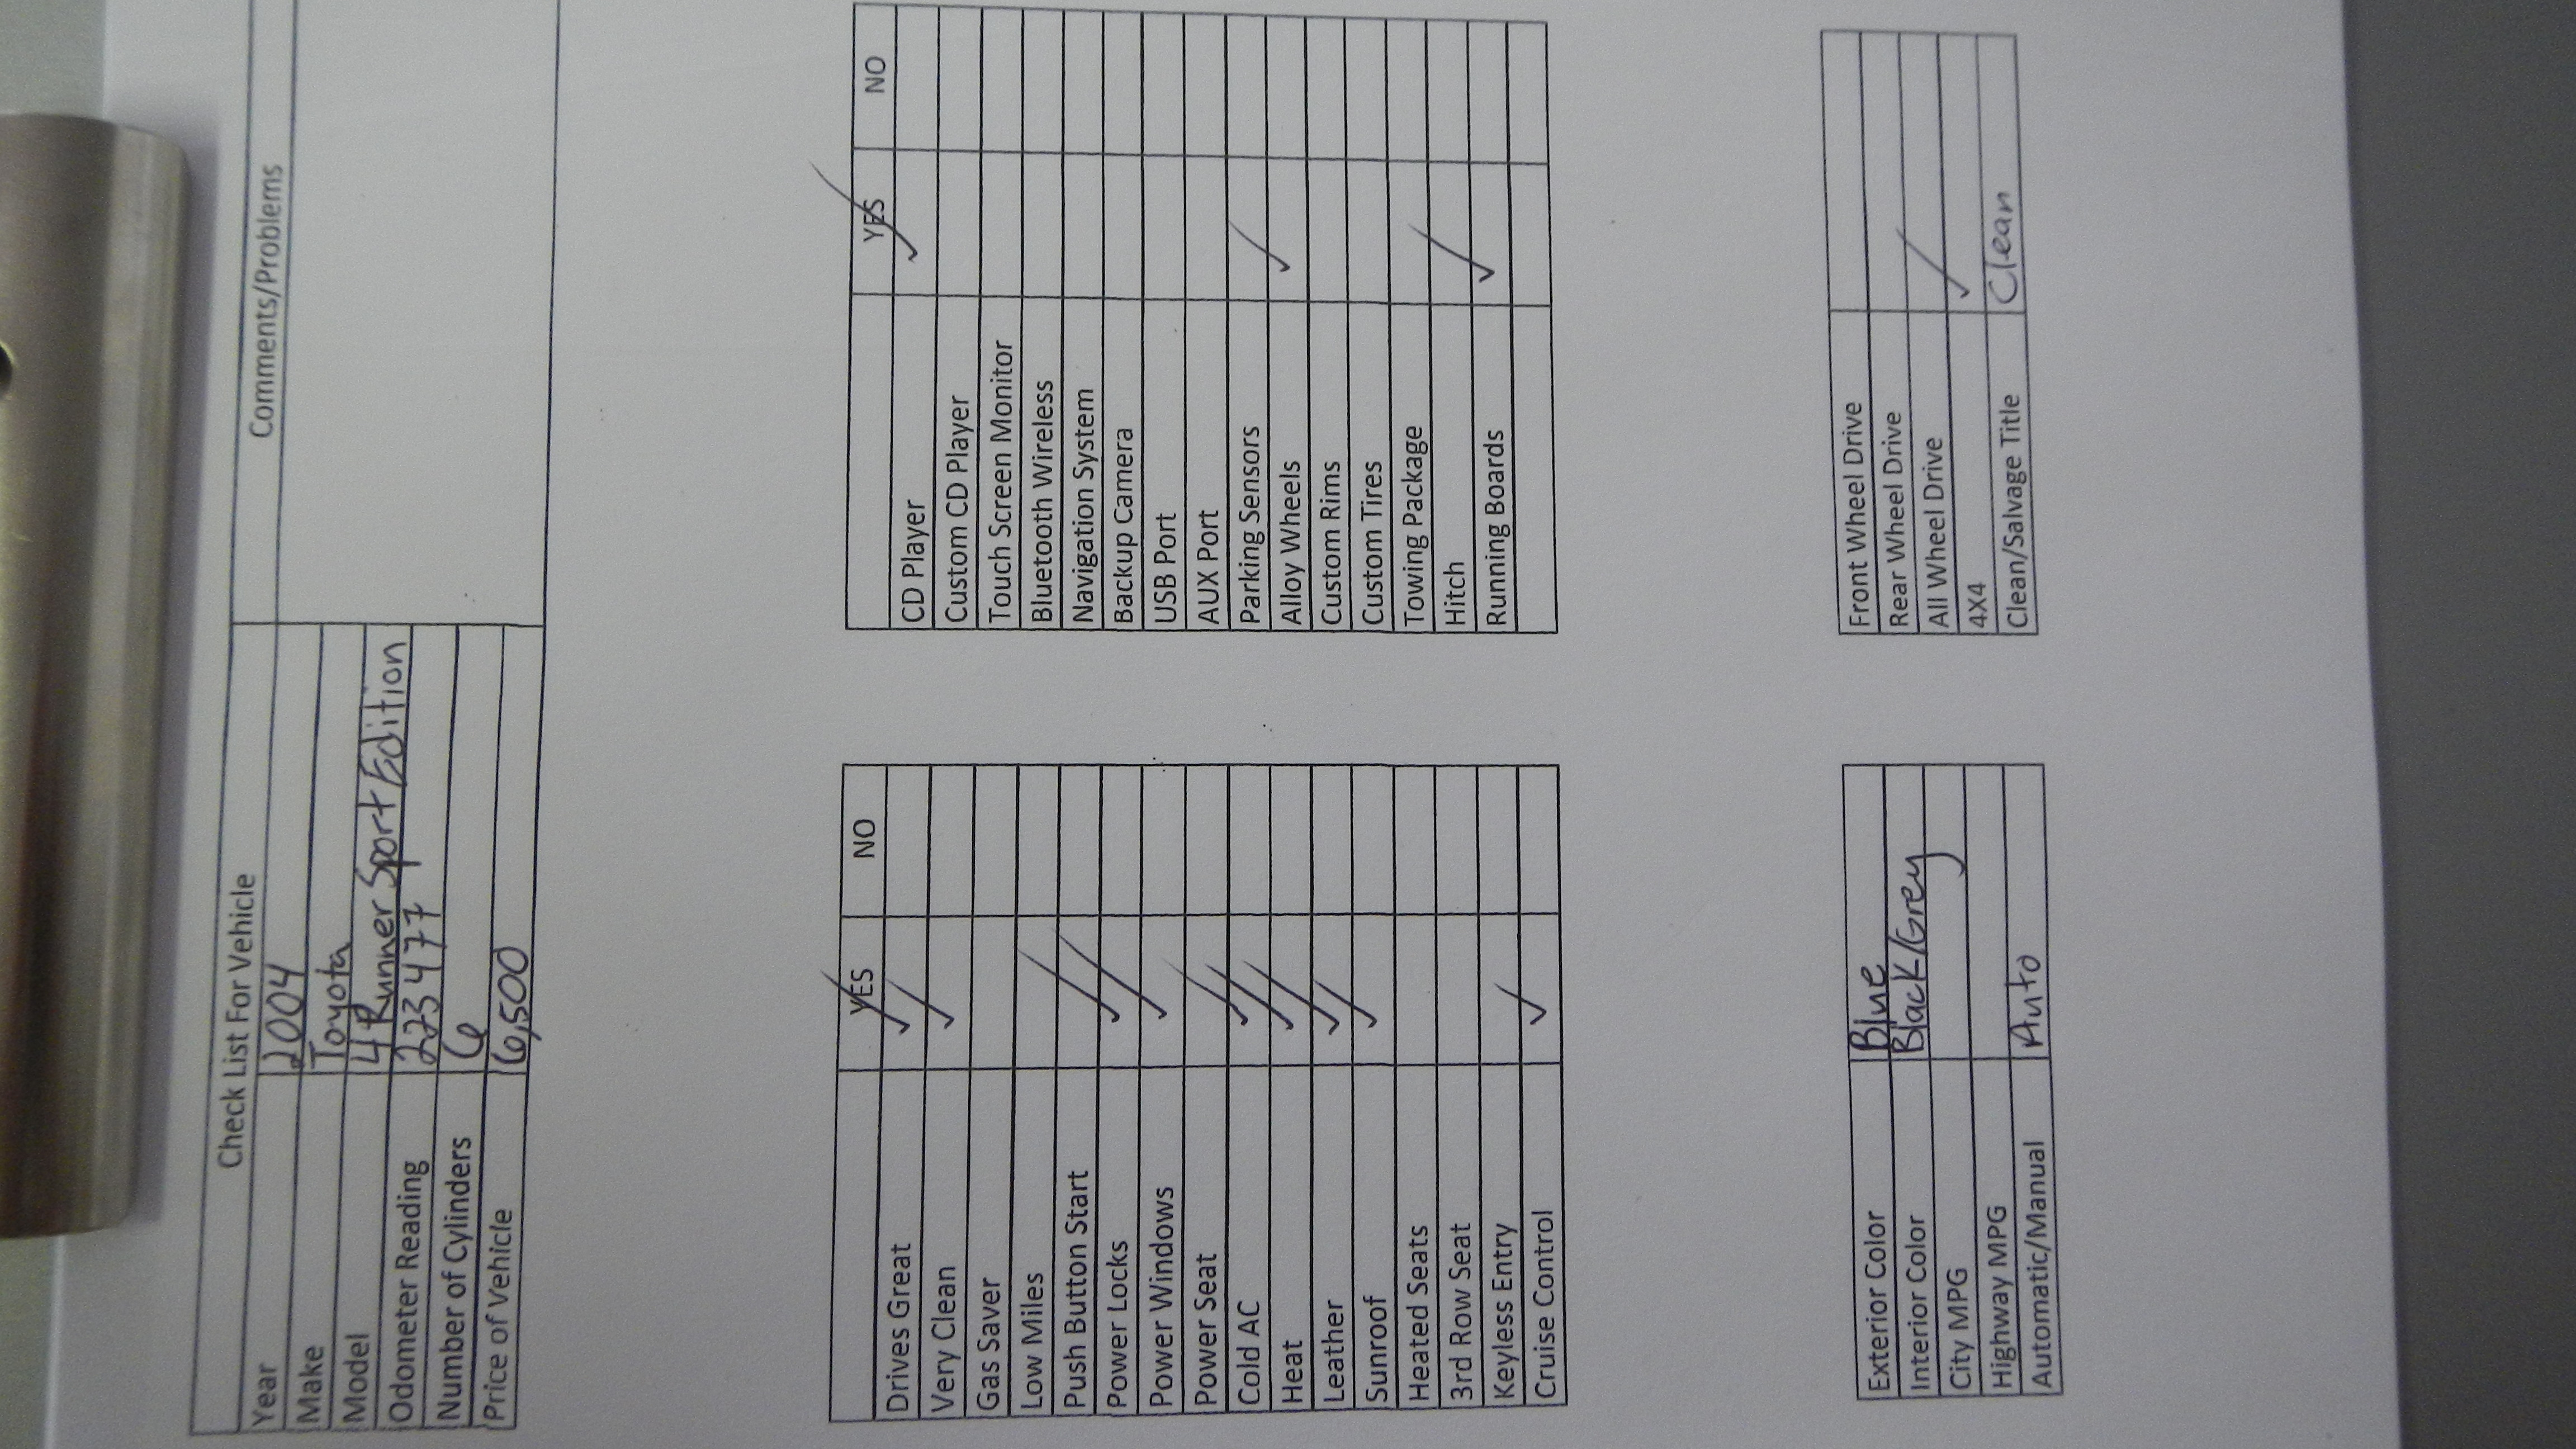 Check List For Vehicle
Comments/Problems
Year 2004
Make Toyota
Model 4 Runner Sport Edition
Odometer Reading 223477
Number of Cylinders 6
Price of Vehicle 6,500
YES NO
Drives Great ✓
Very Clean ✓
Gas Saver
Low Miles
Push Button Start
Power Locks ✓
Power Windows ✓
Power Seat
Cold AC ✓
Heat ✓
Leather ✓
Sunroof ✓
Heated Seats
3rd Row Seat
Keyless Entry
Cruise Control ✓
YES NO
CD Player ✓
Custom CD Player
Touch Screen Monitor
Bluetooth Wireless
Navigation System
Backup Camera
USB Port
AUX Port
Parking Sensors
Alloy Wheels ✓
Custom Rims
Custom Tires
Towing Package
Hitch
Running Boards ✓
Exterior Color Blue
Interior Color Black/Grey
City MPG
Highway MPG
Automatic/Manual Auto
Front Wheel Drive
Rear Wheel Drive
All Wheel Drive
4X4 ✓
Clean/Salvage Title Clean